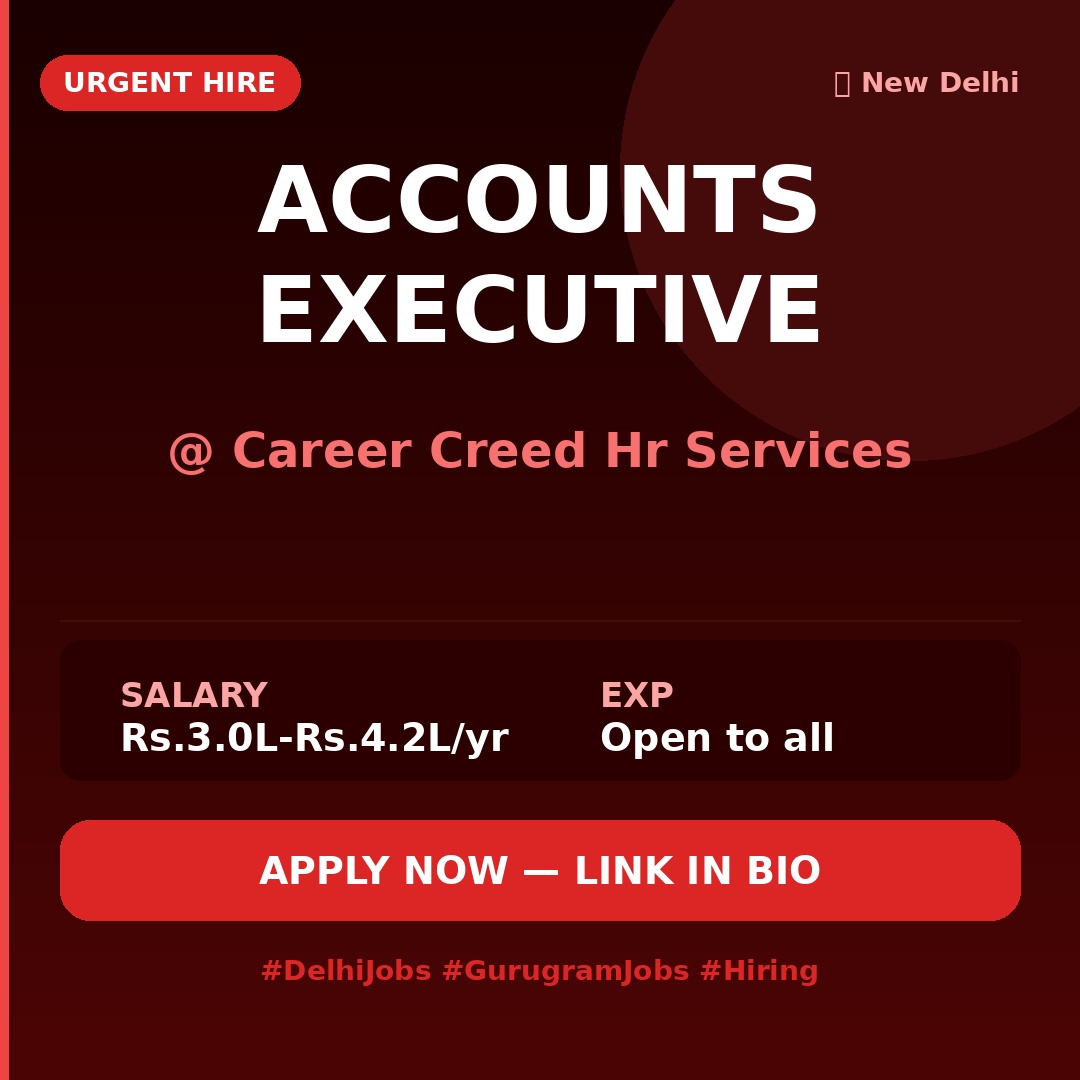 URGENT HIRE
New Delhi
ACCOUNTS
EXECUTIVE
@ Career Creed Hr Services
SALARY
EXP
Rs.3.0L-Rs.4.2L/yr
Open to all
APPLY NOW — LINK IN BIO
#DelhiJobs #GurugramJobs #Hiring